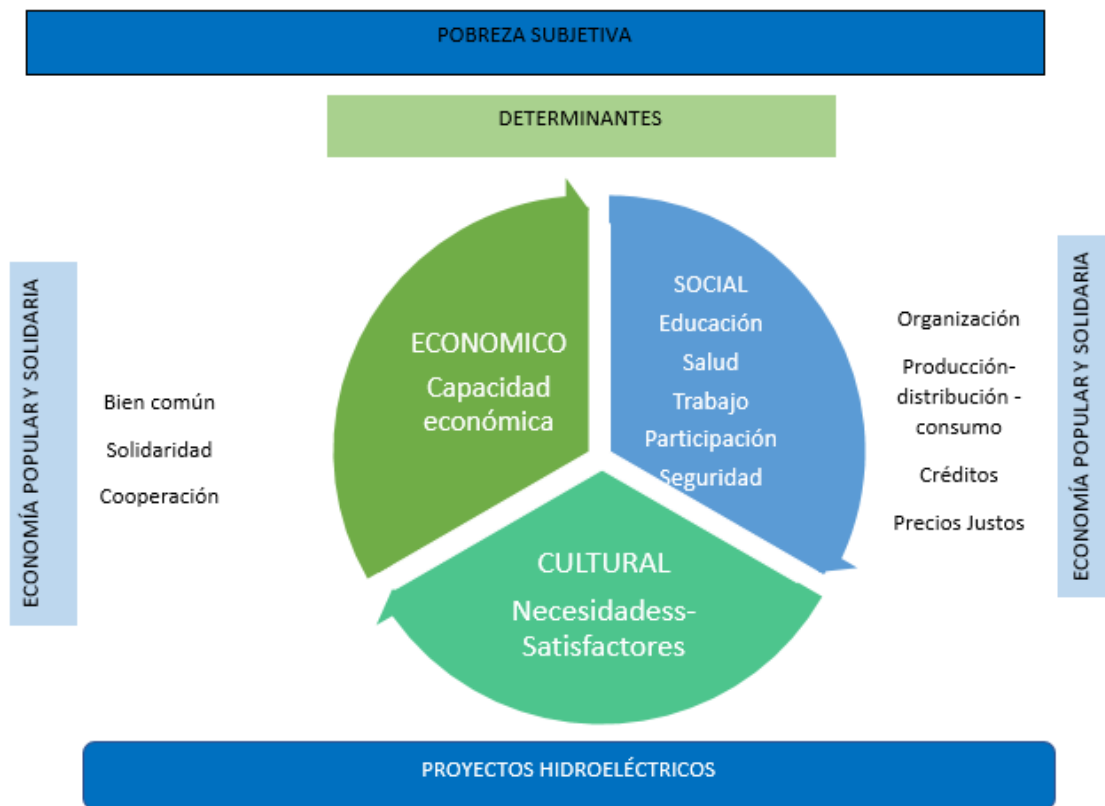 POBREZA SUBJETIVA
DETERMINANTES
ECONOMÍA POPULAR Y SOLIDARIA
Bien común
Solidaridad
Cooperación
ECONOMICO
Capacidad
económica
SOCIAL
Educación
Salud
Trabajo
Participación
Seguridad
CULTURAL
Necesidadess-
Satisfactores
Organización
Producción-
distribución -
consumo
Créditos
Precios Justos
ECONOMÍA POPULAR Y SOLIDARIA
PROYECTOS HIDROELÉCTRICOS